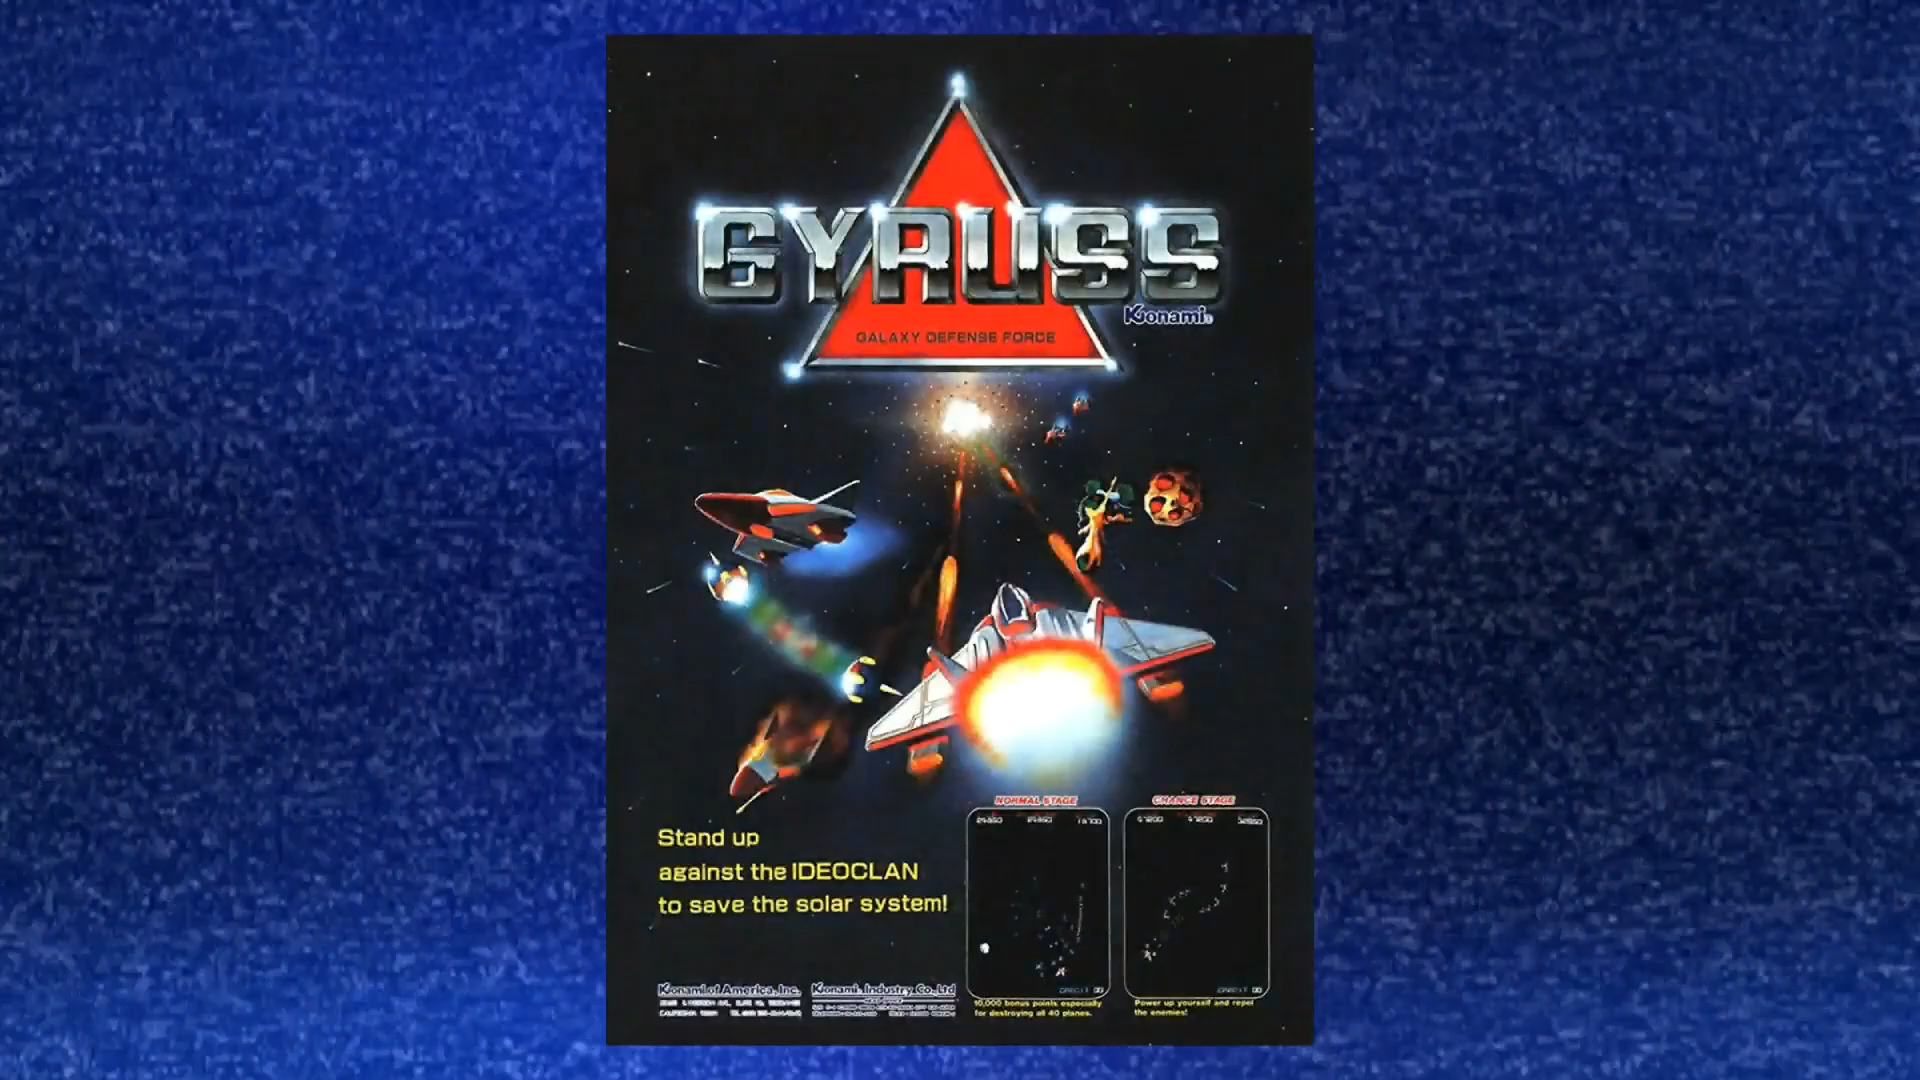 GYRUSS
Konami
GALAXY DEFENSE FORCE
NORMAL STAGE
CHANCE STAGE
Stand up
against the IDEOCLAN
to save the solar system!
Konami of America, Inc.
Konami Industry Co., Ltd
10,000 bonus points especially
for destroying all 40 planes.
Power up yourself and repel
the enemies!